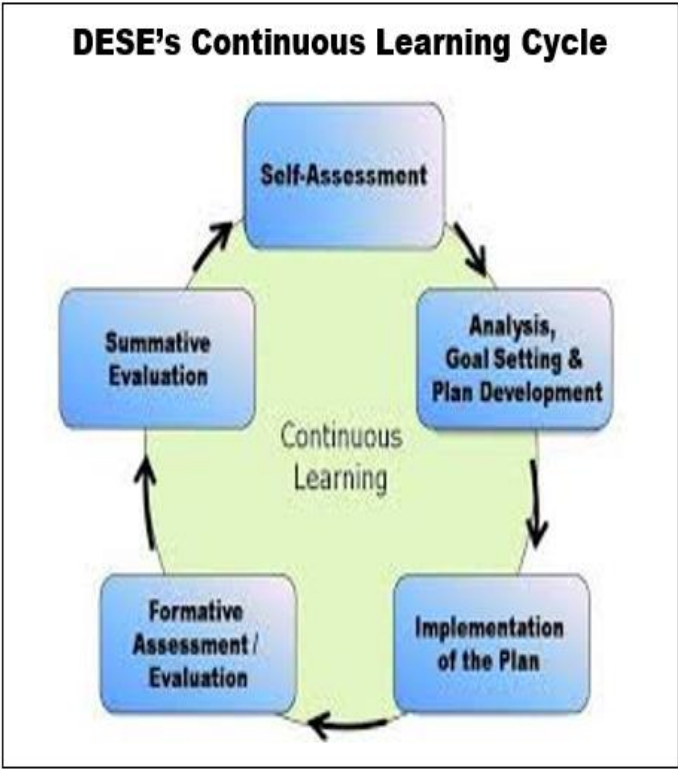 DESE's Continuous Learning Cycle
Self-Assessment
Analysis,
Goal Setting &
Plan Development
Summative
Evaluation
Continuous
Learning
Formative
Assessment /
Evaluation
Implementation
of the Plan